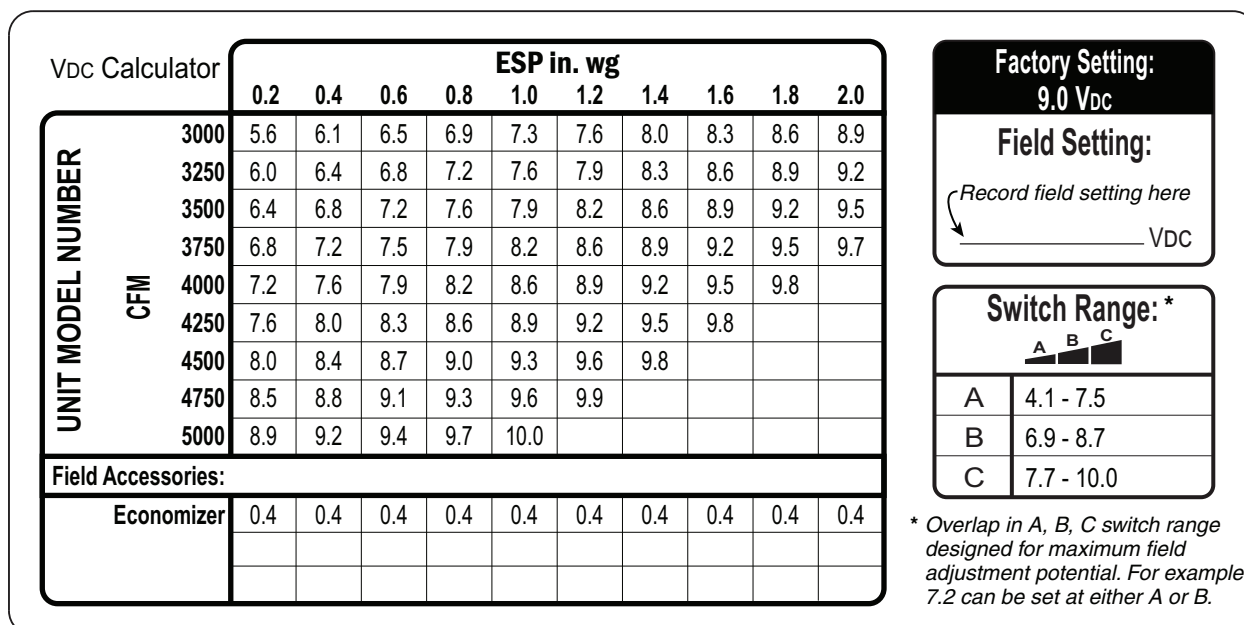 VDC Calculator
ESP in. wg
0.2 0.4 0.6 0.8 1.0 1.2 1.4 1.6 1.8 2.0
UNIT MODEL NUMBER
CFM
3000 5.6 6.1 6.5 6.9 7.3 7.6 8.0 8.3 8.6 8.9
3250 6.0 6.4 6.8 7.2 7.6 7.9 8.3 8.6 8.9 9.2
3500 6.4 6.8 7.2 7.6 7.9 8.2 8.6 8.9 9.2 9.5
3750 6.8 7.2 7.5 7.9 8.2 8.6 8.9 9.2 9.5 9.7
4000 7.2 7.6 7.9 8.2 8.6 8.9 9.2 9.5 9.8
4250 7.6 8.0 8.3 8.6 8.9 9.2 9.5 9.8
4500 8.0 8.4 8.7 9.0 9.3 9.6 9.8
4750 8.5 8.8 9.1 9.3 9.6 9.9
5000 8.9 9.2 9.4 9.7 10.0
Field Accessories:
Economizer 0.4 0.4 0.4 0.4 0.4 0.4 0.4 0.4 0.4 0.4
Factory Setting:
9.0 VDC
Field Setting:
Record field setting here
VDC
Switch Range: *
A B C
A 4.1 - 7.5
B 6.9 - 8.7
C 7.7 - 10.0
* Overlap in A, B, C switch range
designed for maximum field
adjustment potential. For example
7.2 can be set at either A or B.